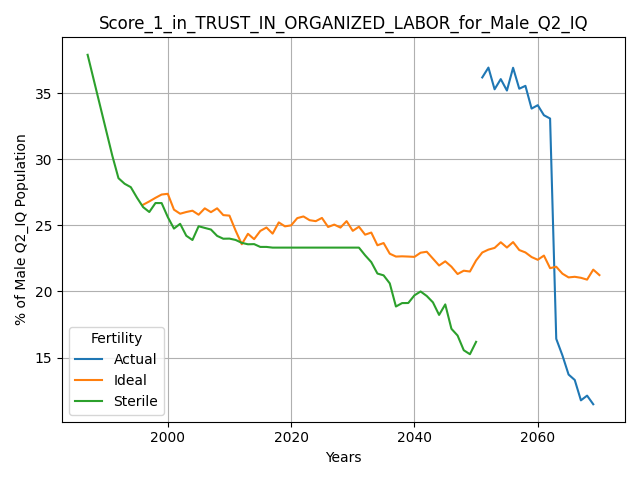 Score_1_in_TRUST_IN_ORGANIZED_LABOR_for_Male_Q2_IQ
% of Male Q2_IQ Population
35
30
25
20
15
Fertility
Actual
Ideal
Sterile
2000 2020 2040 2060
Years